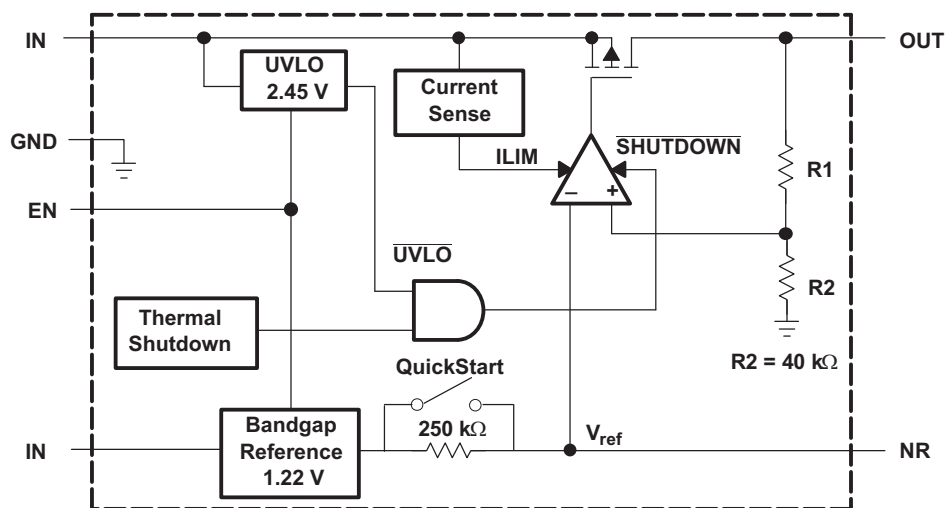 IN
OUT
UVLO
2.45 V
Current
Sense
GND
SHUTDOWN
ILIM
R1
– +
EN
UVLO
R2
Thermal
Shutdown
R2 = 40 kΩ
QuickStart
Bandgap
Reference
1.22 V
250 kΩ
Vref
IN
NR